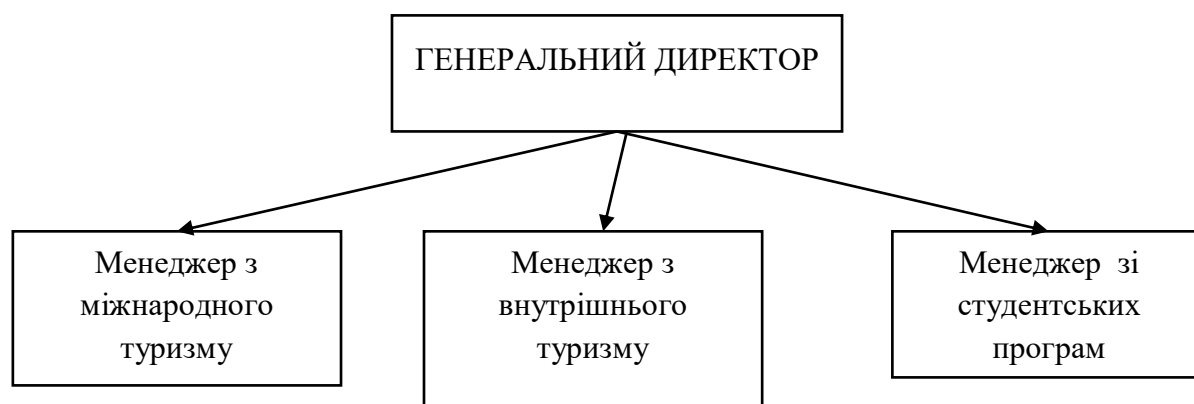 ГЕНЕРАЛЬНИЙ ДИРЕКТОР
Менеджер з
міжнародного
туризму
Менеджер з
внутрішнього
туризму
Менеджер зі
студентських
програм